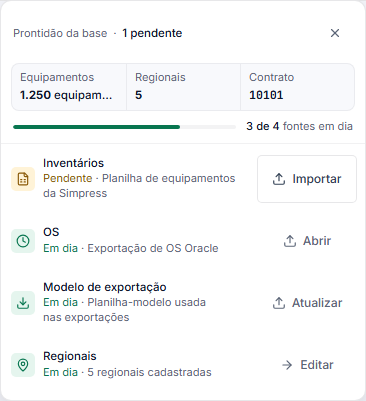 Prontidão da base · 1 pendente
Equipamentos
1.250 equipam...
Regionais
5
Contrato
10101
3 de 4 fontes em dia
Inventários
Pendente · Planilha de equipamentos
da Simpress
Importar
OS
Em dia · Exportação de OS Oracle
Abrir
Modelo de exportação
Em dia · Planilha-modelo usada
nas exportações
Atualizar
Regionais
Em dia · 5 regionais cadastradas
Editar